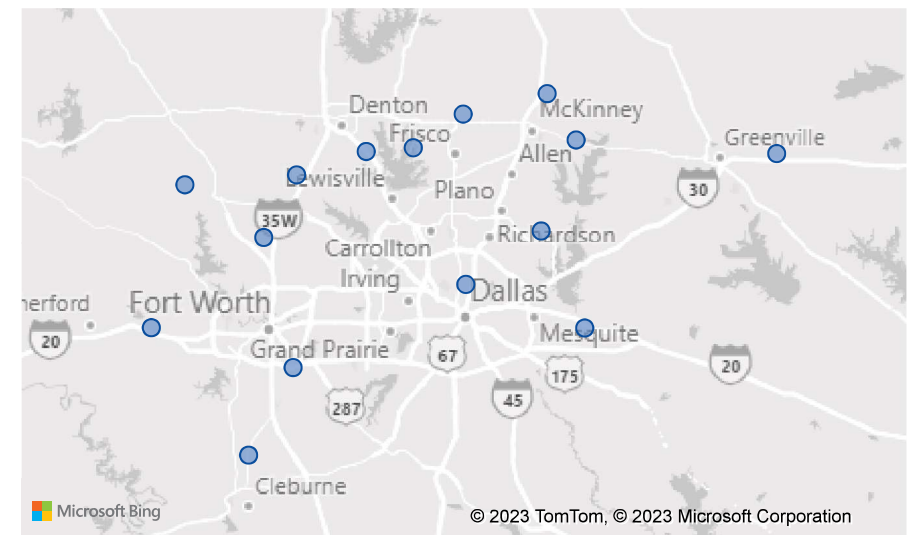 Denton
McKinney
Frisco
Greenville
Allen
Lewisville
Plano
30
35W
Richardson
Carrollton
Irving
Dallas
herford
Fort Worth
20
Mesquite
Grand Prairie
67
20
175
45
287
Cleburne
Microsoft Bing
© 2023 TomTom, © 2023 Microsoft Corporation